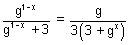 g^{1-x} / (g^{1-x} + 3) = g / (3(3 + g^x))